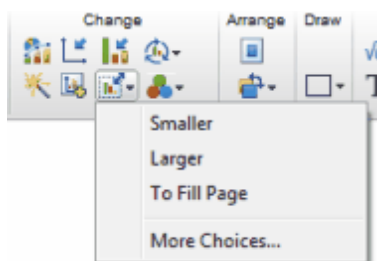 Change Arrange Draw
Smaller
Larger
To Fill Page
More Choices...